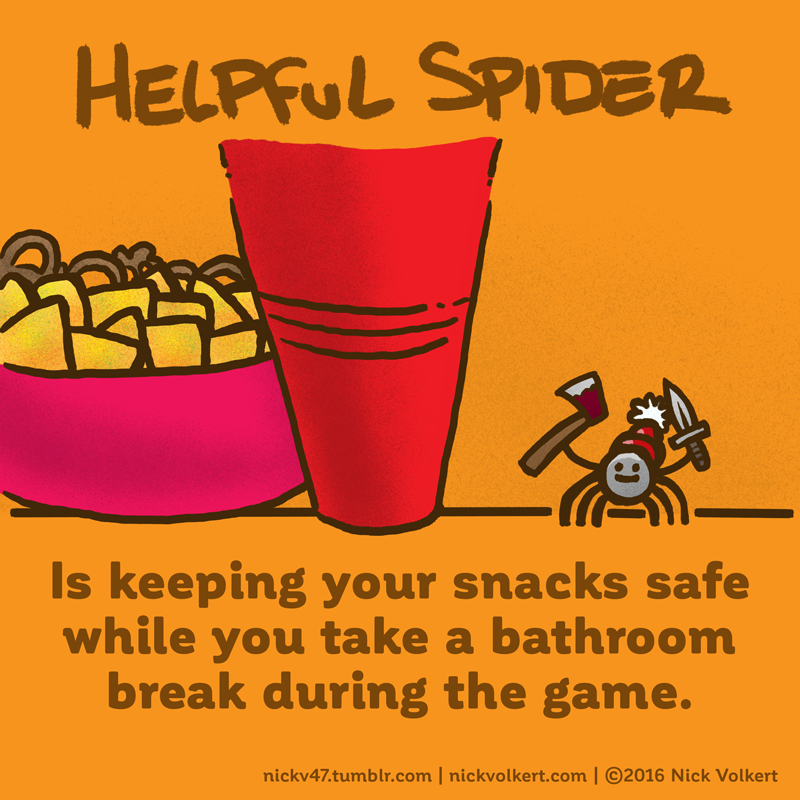 HELPFUL SPIDER
Is keeping your snacks safe
while you take a bathroom
break during the game.
nickv47.tumblr.com | nickvolkert.com | ©2016 Nick Volkert